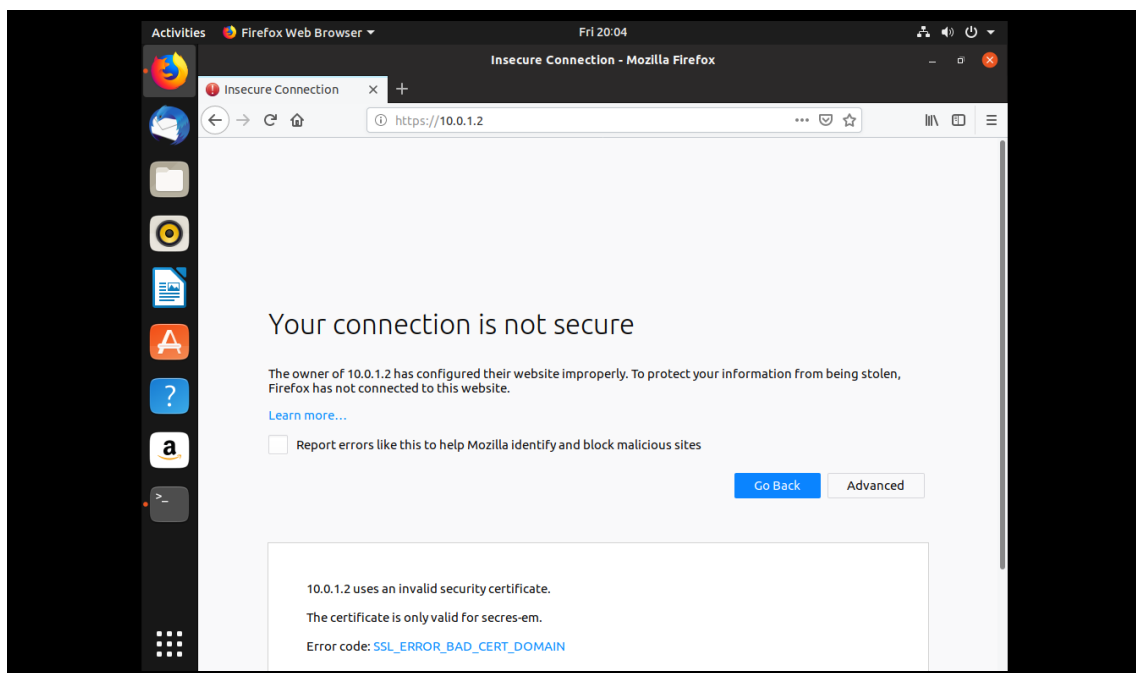 Activities Firefox Web Browser Fri 20:04
Insecure Connection - Mozilla Firefox
Insecure Connection
https://10.0.1.2
Your connection is not secure
The owner of 10.0.1.2 has configured their website improperly. To protect your information from being stolen,
Firefox has not connected to this website.
Learn more…
Report errors like this to help Mozilla identify and block malicious sites
Go Back Advanced
10.0.1.2 uses an invalid security certificate.
The certificate is only valid for secres-em.
Error code: SSL_ERROR_BAD_CERT_DOMAIN